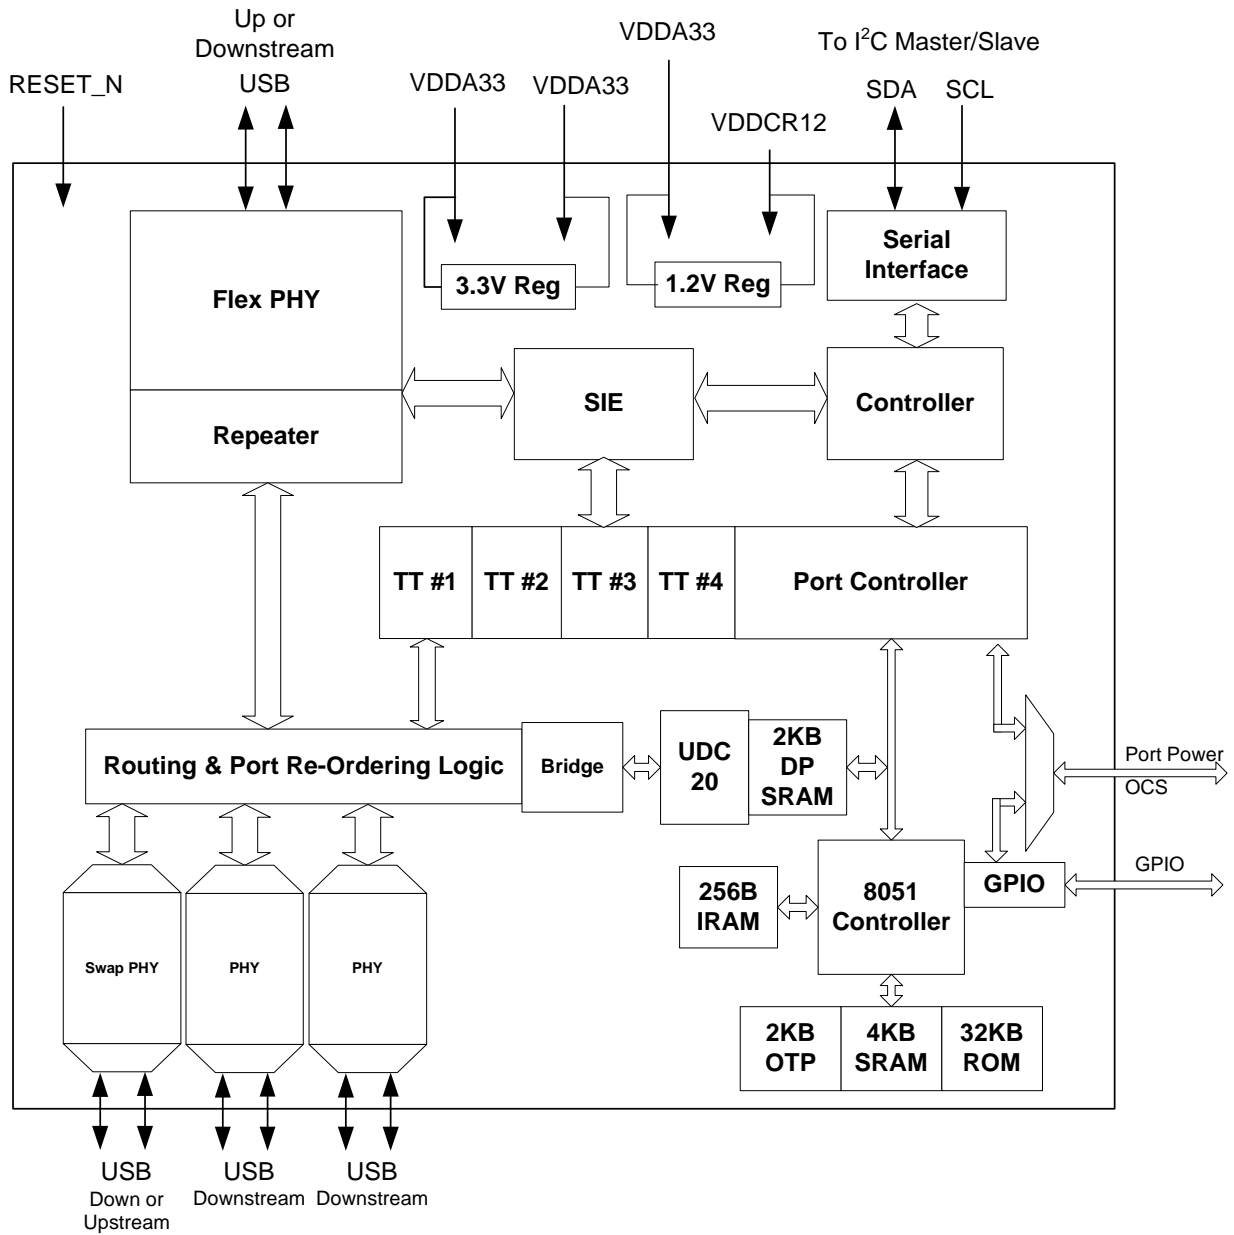 Up or
Downstream
USB
RESET_N
VDDA33
VDDA33
VDDA33
VDDCR12
To I²C Master/Slave
SDA
SCL
Flex PHY
Repeater
3.3V Reg
1.2V Reg
Serial
Interface
SIE
Controller
TT #1
TT #2
TT #3
TT #4
Port Controller
Routing & Port Re-Ordering Logic
Bridge
UDC
20
2KB
DP
SRAM
Port Power
OCS
GPIO
256B
IRAM
8051
Controller
GPIO
Swap PHY
PHY
PHY
2KB
OTP
4KB
SRAM
32KB
ROM
USB
Down or
Upstream
USB
Downstream
USB
Downstream